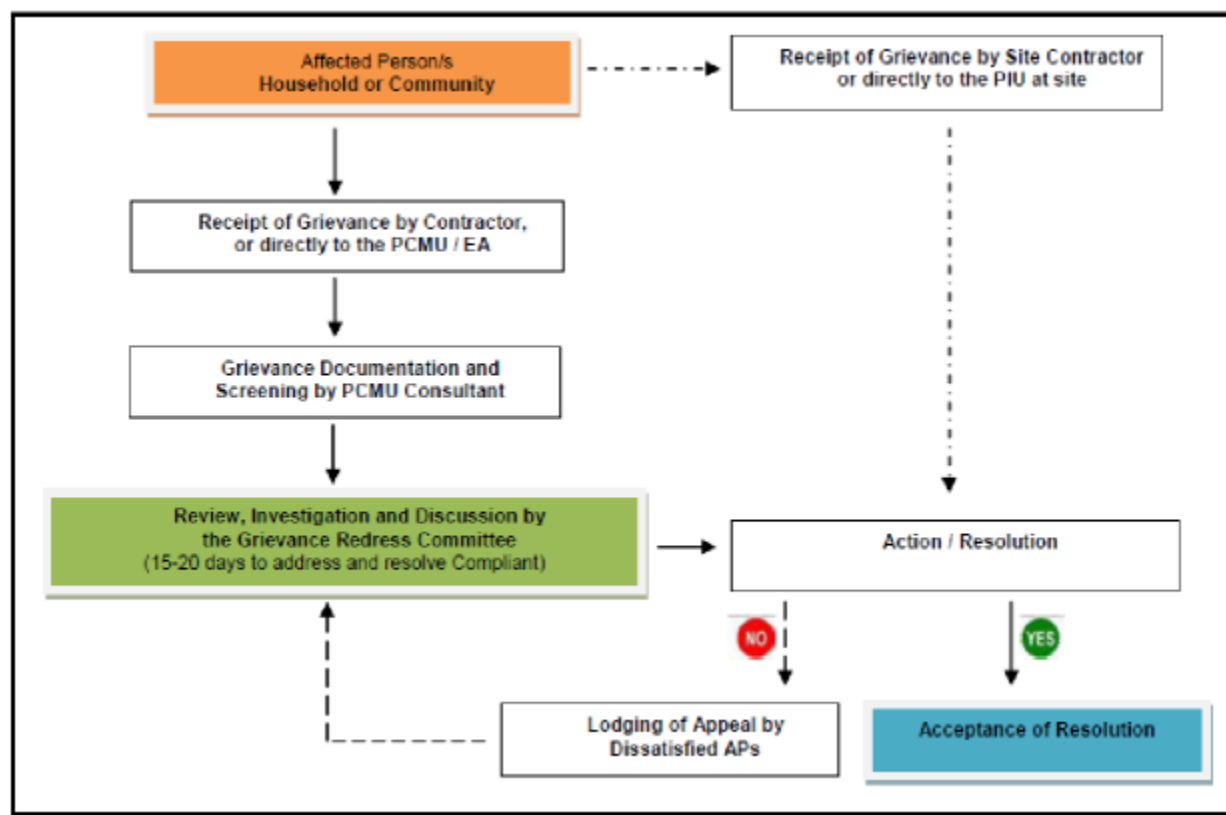 Affected Person/s
Household or Community
Receipt of Grievance by Site Contractor
or directly to the PIU at site
Receipt of Grievance by Contractor,
or directly to the PCMU / EA
Grievance Documentation and
Screening by PCMU Consultant
Review, Investigation and Discussion by
the Grievance Redress Committee
(15-20 days to address and resolve Compliant)
Action / Resolution
NO
YES
Lodging of Appeal by
Dissatisfied APs
Acceptance of Resolution